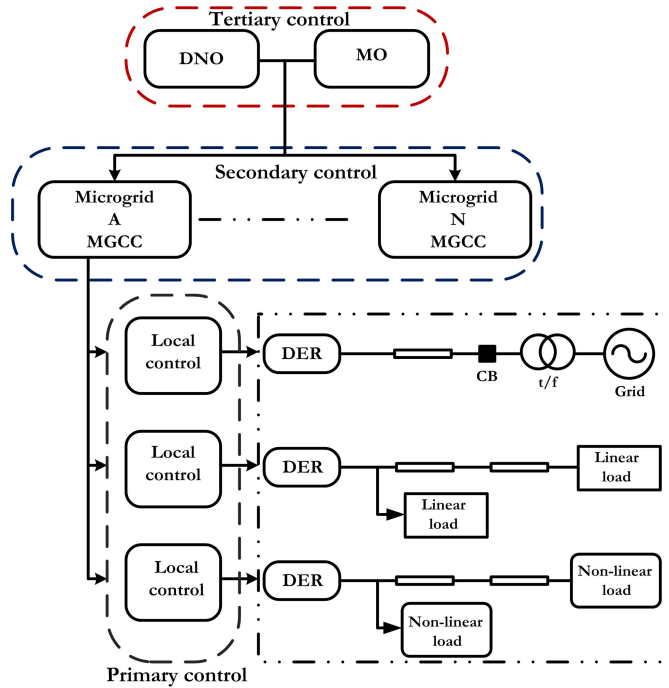 Tertiary control
DNO
MO
Secondary control
Microgrid
A
MGCC
Microgrid
N
MGCC
Local
control
DER
CB
t/f
Grid
Local
control
DER
Linear
load
Linear
load
Local
control
DER
Non-linear
load
Non-linear
load
Primary control